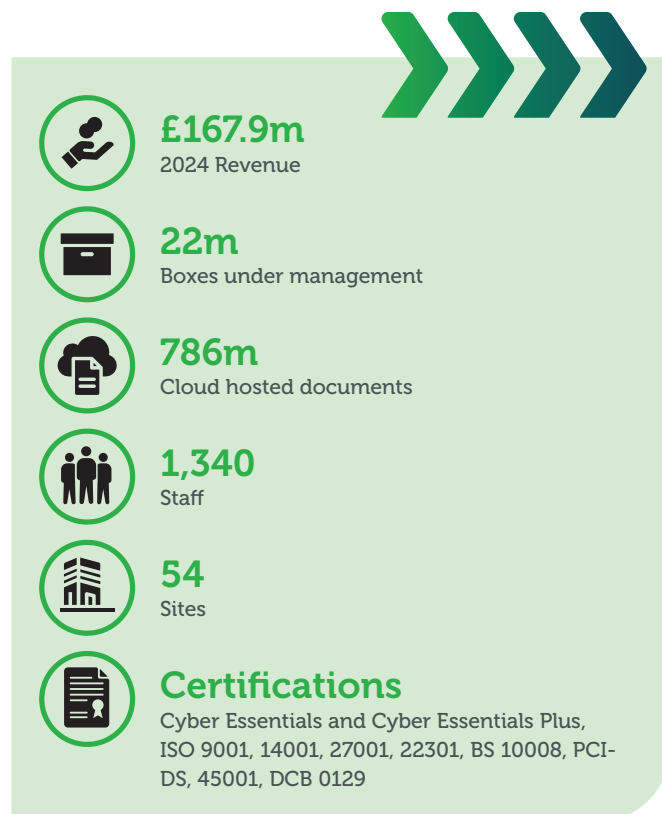 £167.9m
2024 Revenue
22m
Boxes under management
786m
Cloud hosted documents
1,340
Staff
54
Sites
Certifications
Cyber Essentials and Cyber Essentials Plus,
ISO 9001, 14001, 27001, 22301, BS 10008, PCI-
DS, 45001, DCB 0129